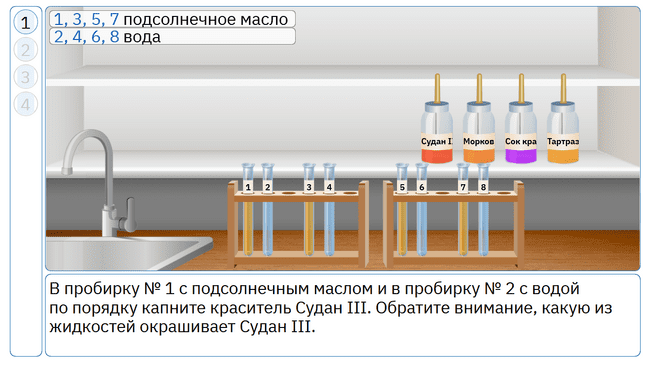 1
2
3
4
1, 3, 5, 7 подсолнечное масло
2, 4, 6, 8 вода
Судан II
Морков
Сок кра
Тартраз
1 2 3 4 5 6 7 8
В пробирку № 1 с подсолнечным маслом и в пробирку № 2 с водой
по порядку капните краситель Судан III. Обратите внимание, какую из
жидкостей окрашивает Судан III.